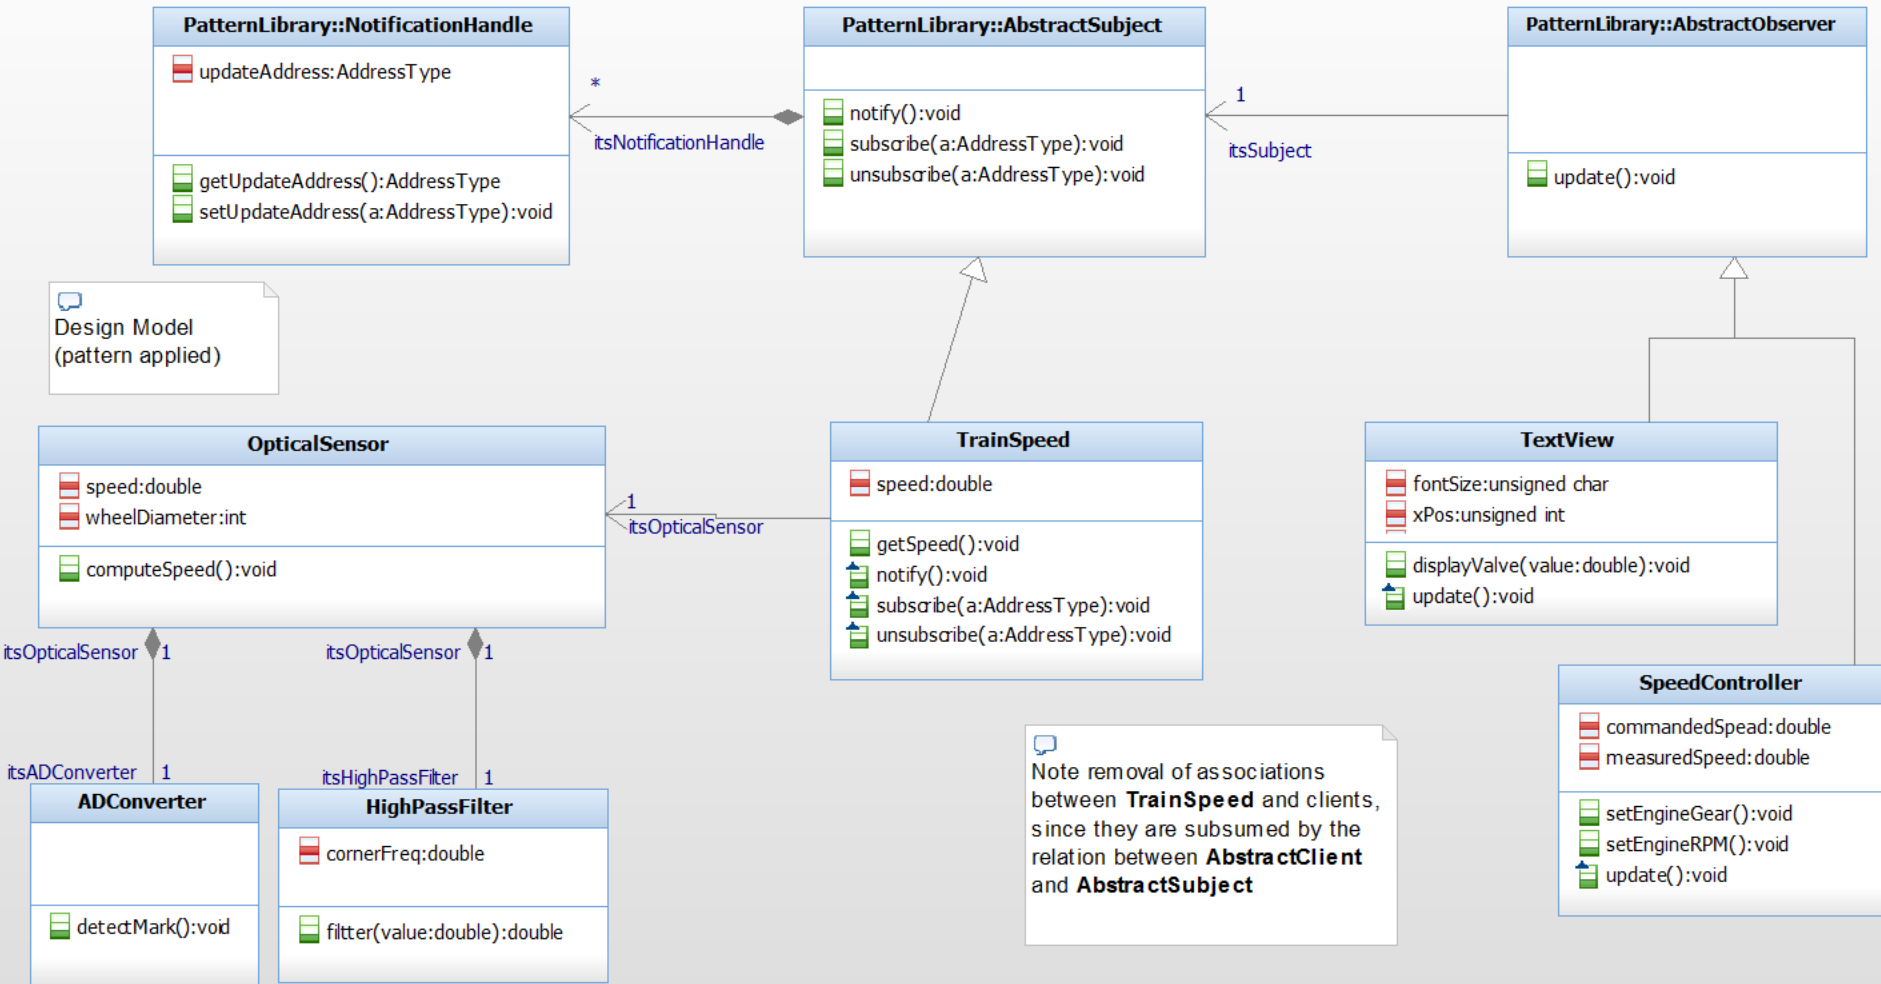 PatternLibrary::NotificationHandle
updateAddress:AddressType
getUpdateAddress():AddressType
setUpdateAddress(a:AddressType):void
*
itsNotificationHandle
PatternLibrary::AbstractSubject
notify():void
subscribe(a:AddressType):void
unsubscribe(a:AddressType):void
1
itsSubject
PatternLibrary::AbstractObserver
update():void
Design Model
(pattern applied)
OpticalSensor
speed:double
wheelDiameter:int
computeSpeed():void
1
itsOpticalSensor
TrainSpeed
speed:double
getSpeed():void
notify():void
subscribe(a:AddressType):void
unsubscribe(a:AddressType):void
TextView
fontSize:unsigned char
xPos:unsigned int
displayValve(value:double):void
update():void
itsOpticalSensor 1
itsOpticalSensor 1
itsADConverter 1
itsHighPassFilter 1
ADConverter
detectMark():void
HighPassFilter
cornerFreq:double
filtter(value:double):double
Note removal of associations
between TrainSpeed and clients,
since they are subsumed by the
relation between AbstractClient
and AbstractSubject
SpeedController
commandedSpead:double
measuredSpeed:double
setEngineGear():void
setEngineRPM():void
update():void